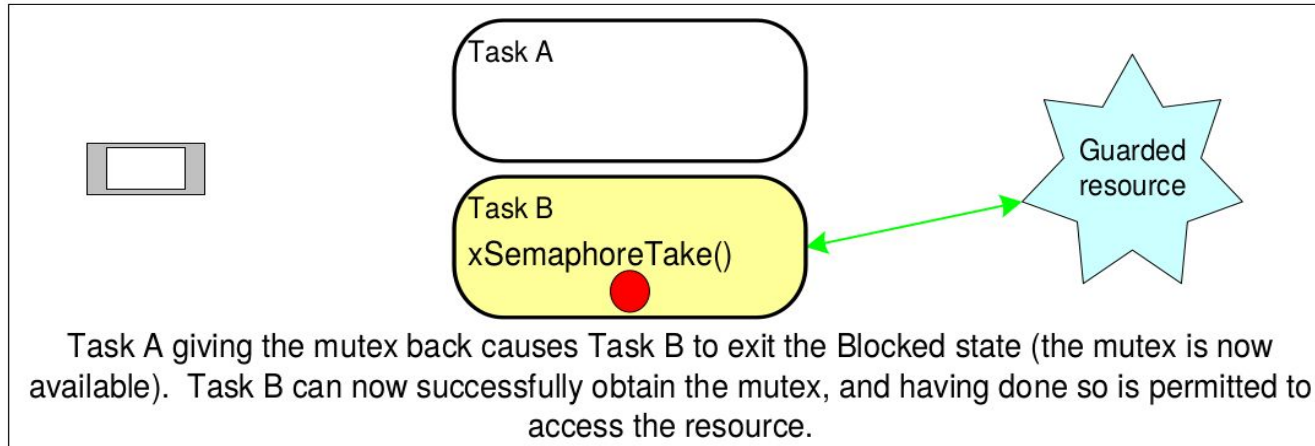 Task A
Task B
xSemaphoreTake()
Guarded
resource
Task A giving the mutex back causes Task B to exit the Blocked state (the mutex is now
available).  Task B can now successfully obtain the mutex, and having done so is permitted to
access the resource.